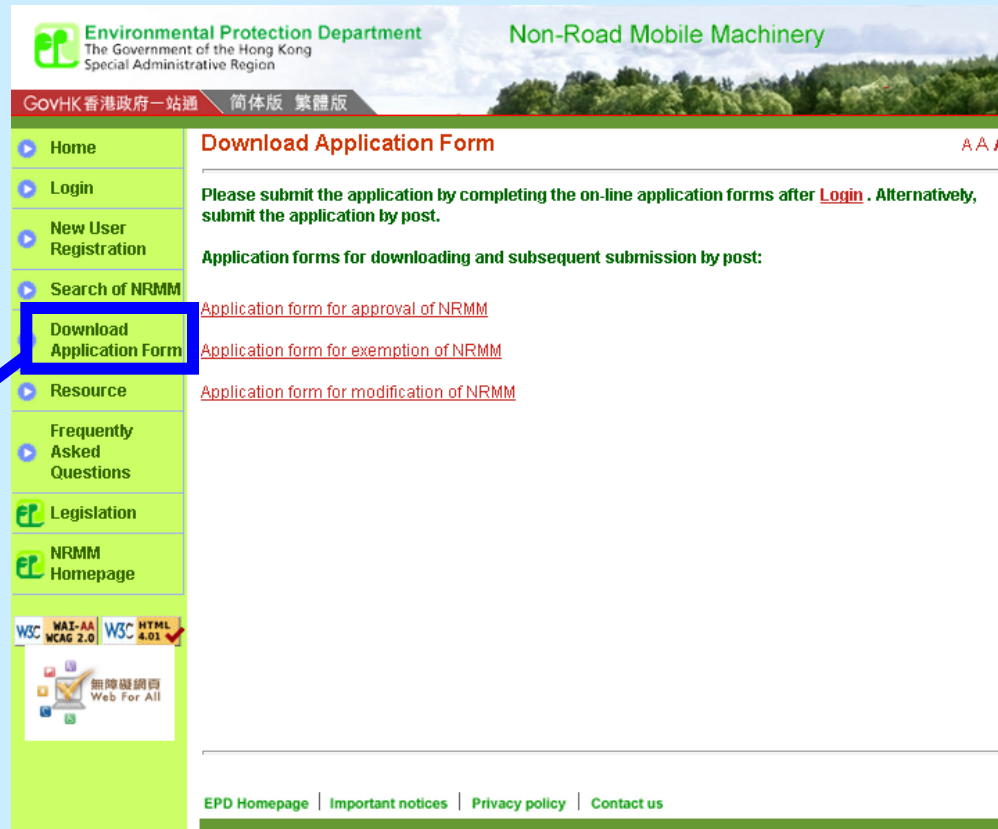 Environmental Protection Department
The Government of the Hong Kong
Special Administrative Region
Non-Road Mobile Machinery
GovHK香港政府一站通 简体版 繁體版
Home
Login
New User
Registration
Search of NRMM
Download
Application Form
Resource
Frequently
Asked
Questions
Legislation
NRMM
Homepage
W3C WAI-AA
WCAG 2.0
W3C HTML
4.01
無障礙網頁
Web For All
Download Application Form
A A A
Please submit the application by completing the on-line application forms after Login . Alternatively,
submit the application by post.
Application forms for downloading and subsequent submission by post:
Application form for approval of NRMM
Application form for exemption of NRMM
Application form for modification of NRMM
EPD Homepage | Important notices | Privacy policy | Contact us